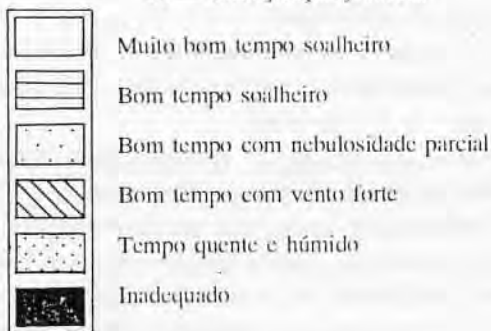 Muito bom tempo soalheiro
Bom tempo soalheiro
Bom tempo com nebulosidade parcial
Bom tempo com vento forte
Tempo quente e húmido
Inadequado